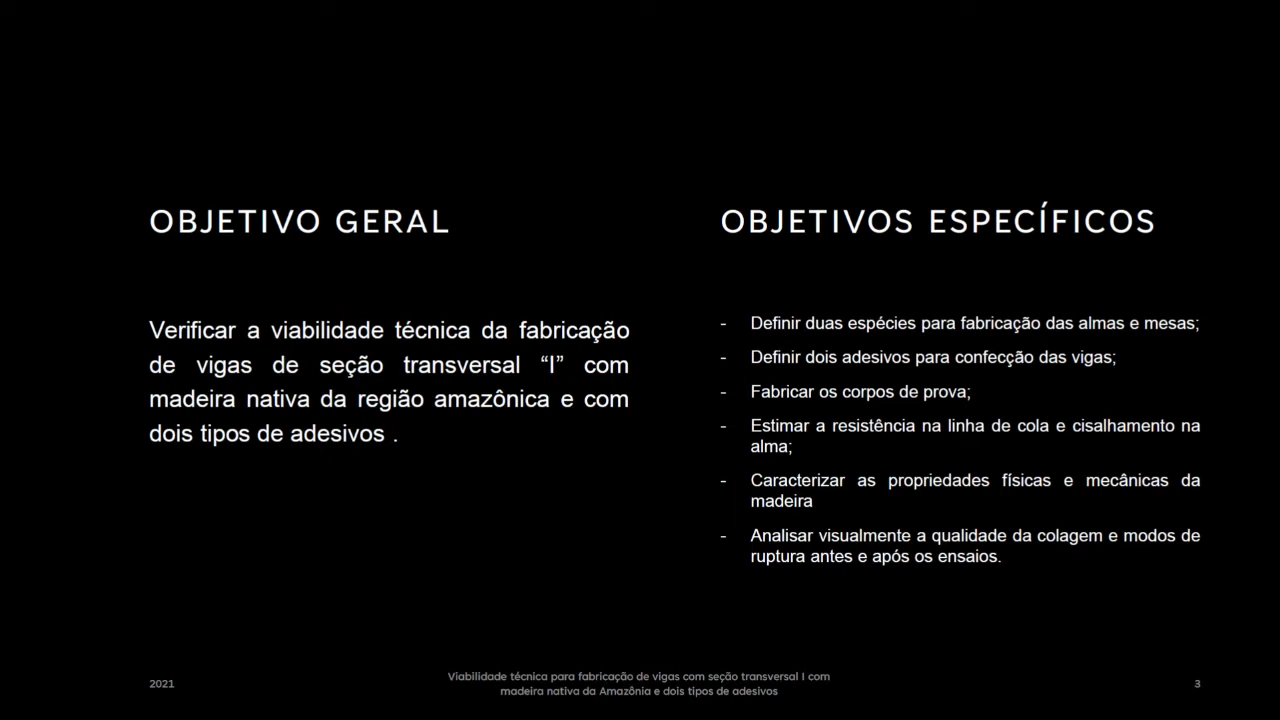 OBJETIVO GERAL
Verificar a viabilidade técnica da fabricação
de vigas de seção transversal “I” com
madeira nativa da região amazônica e com
dois tipos de adesivos .
OBJETIVOS ESPECÍFICOS
- Definir duas espécies para fabricação das almas e mesas;
- Definir dois adesivos para confecção das vigas;
- Fabricar os corpos de prova;
- Estimar a resistência na linha de cola e cisalhamento na
alma;
- Caracterizar as propriedades físicas e mecânicas da
madeira
- Analisar visualmente a qualidade da colagem e modos de
ruptura antes e após os ensaios.
2021
Viabilidade técnica para fabricação de vigas com seção transversal I com
madeira nativa da Amazônia e dois tipos de adesivos
3